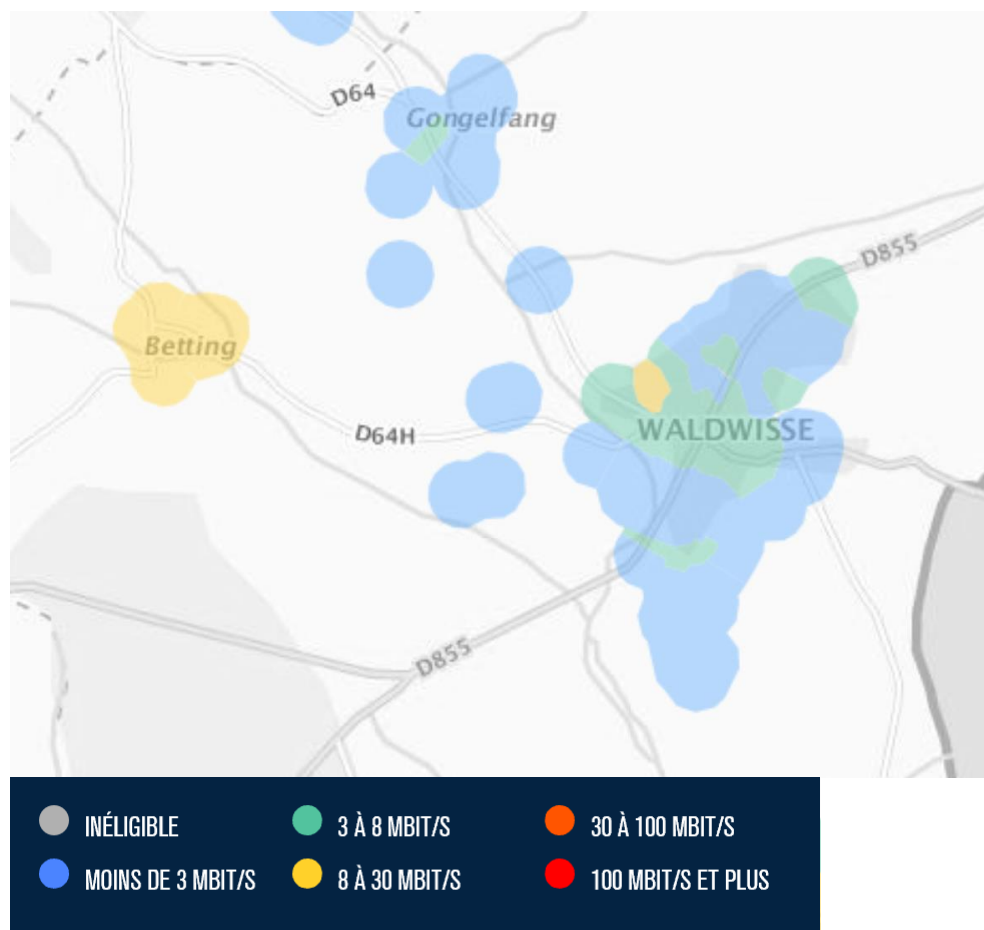 D64
Gongelfang
D855
Betting
D64H
WALDWISSE
D855
INÉLIGIBLE
3 À 8 MBIT/S
30 À 100 MBIT/S
MOINS DE 3 MBIT/S
8 À 30 MBIT/S
100 MBIT/S ET PLUS